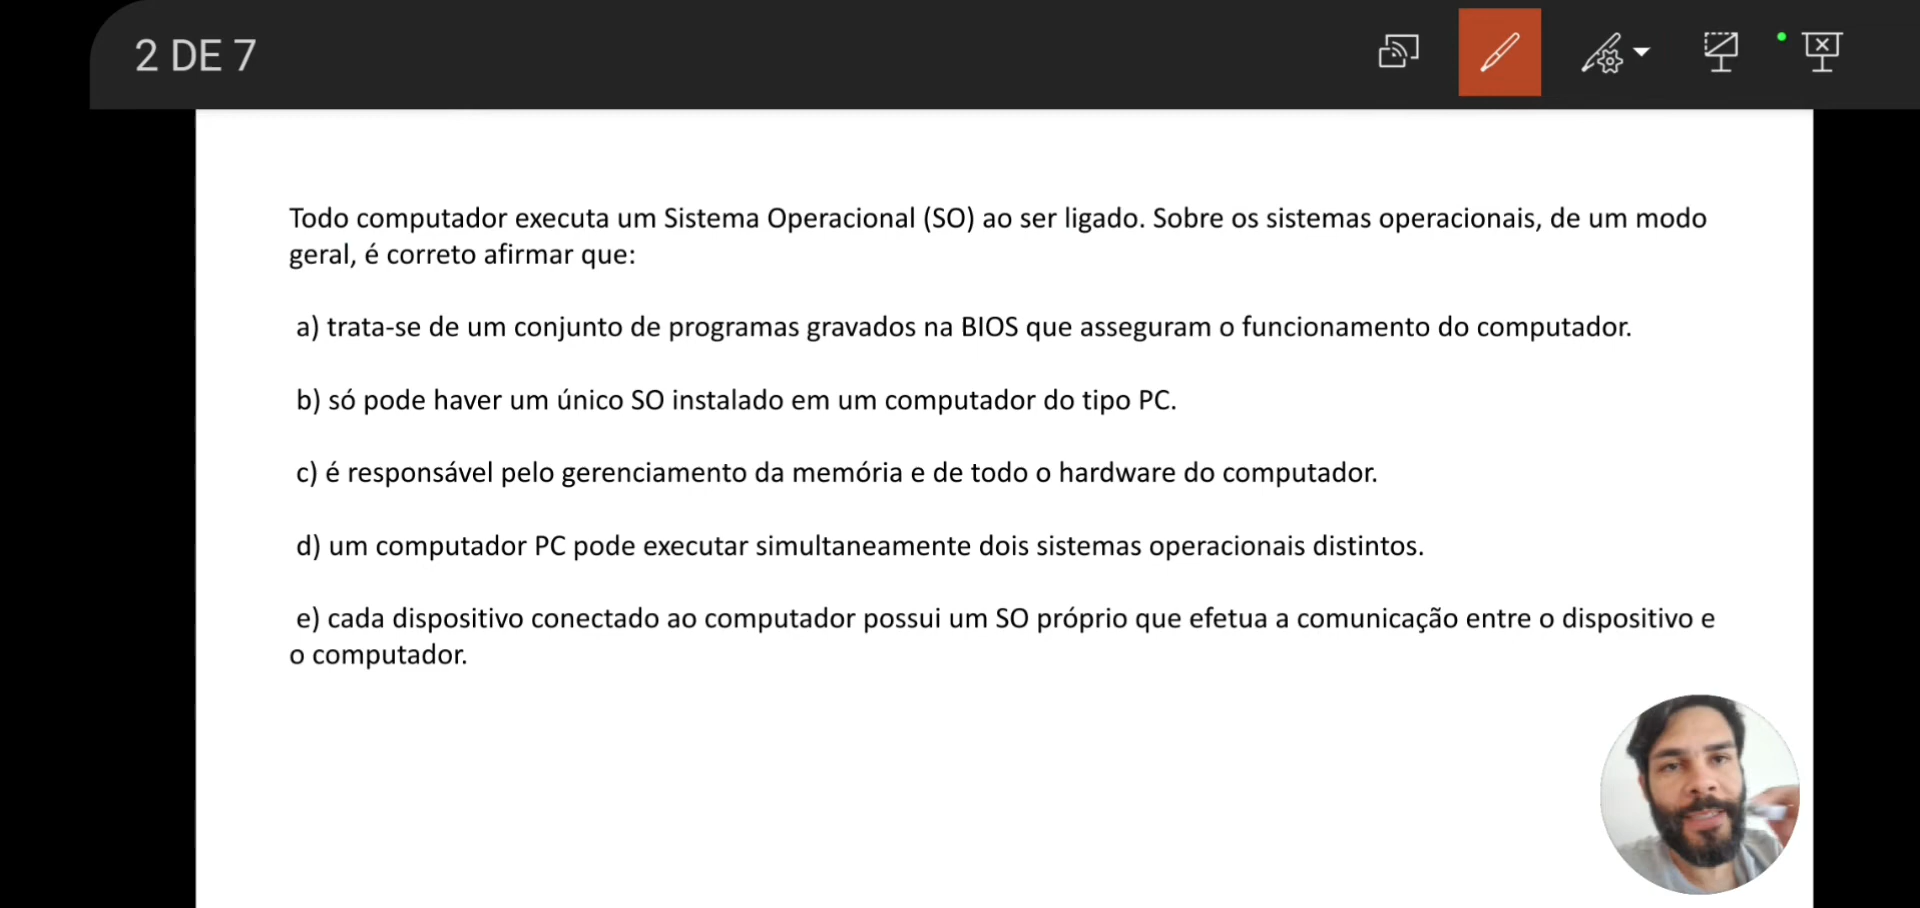 2 DE 7
Todo computador executa um Sistema Operacional (SO) ao ser ligado. Sobre os sistemas operacionais, de um modo
geral, é correto afirmar que:
a) trata-se de um conjunto de programas gravados na BIOS que asseguram o funcionamento do computador.
b) só pode haver um único SO instalado em um computador do tipo PC.
c) é responsável pelo gerenciamento da memória e de todo o hardware do computador.
d) um computador PC pode executar simultaneamente dois sistemas operacionais distintos.
e) cada dispositivo conectado ao computador possui um SO próprio que efetua a comunicação entre o dispositivo e
o computador.